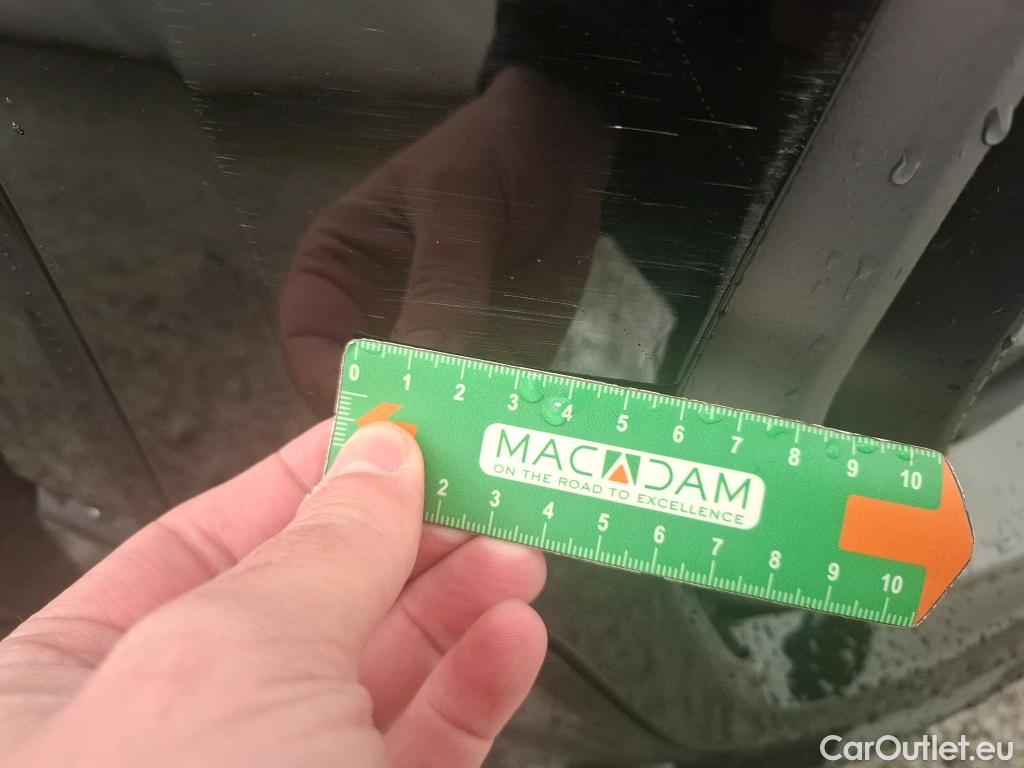 0 1 2 3 4 5 6 7 8 9 10
MACADAM
ON THE ROAD TO EXCELLENCE
2 3 4 5 6 7 8 9 10
CarOutlet.eu